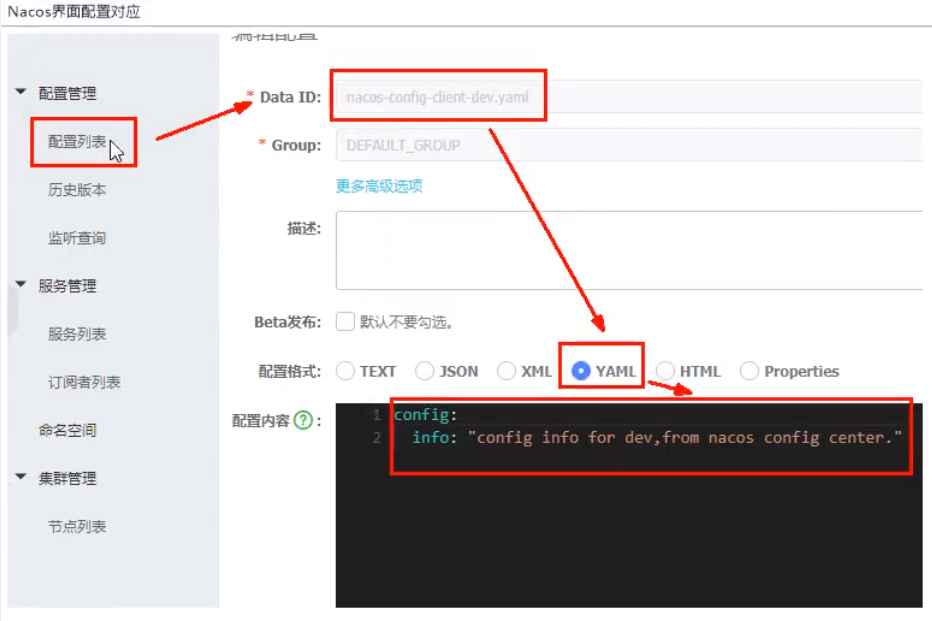 Nacos界面配置对应
编辑配置
配置管理
配置列表
历史版本
监听查询
服务管理
服务列表
订阅者列表
命名空间
集群管理
节点列表
* Data ID: nacos-config-client-dev.yaml
* Group: DEFAULT_GROUP
更多高级选项
描述:
Beta发布: 默认不要勾选。
配置格式: TEXT JSON XML YAML HTML Properties
配置内容 ? :
1 config:
2 info: "config info for dev,from nacos config center."